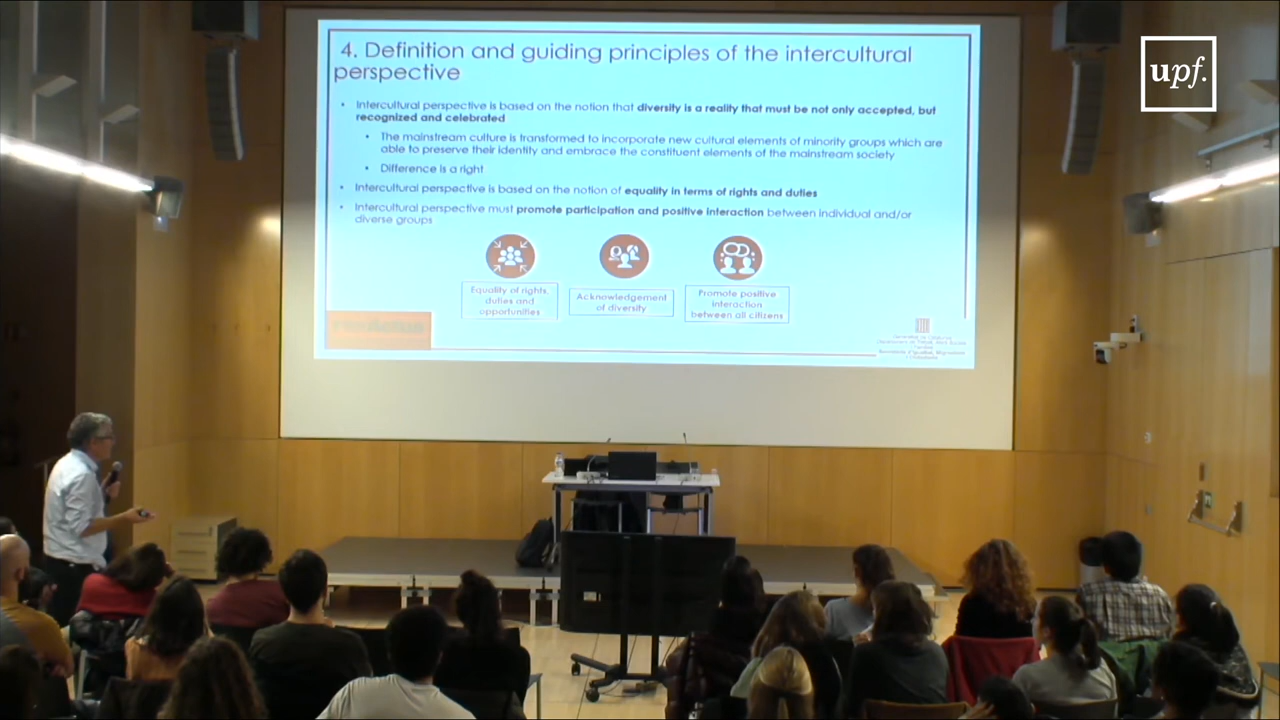 upf.
4. Definition and guiding principles of the intercultural
perspective
• Intercultural perspective is based on the notion that diversity is a reality that must be not only accepted, but
recognized and celebrated
• The mainstream culture is transformed to incorporate new cultural elements of minority groups which are
able to preserve their identity and embrace the constituent elements of the mainstream society
• Difference is a right
• Intercultural perspective is based on the notion of equality in terms of rights and duties
• Intercultural perspective must promote participation and positive interaction between individual and/or
diverse groups
Equality of rights,
duties and
opportunities
Acknowledgement
of diversity
Promote positive
interaction
between all citizens
Generalitat de Catalunya